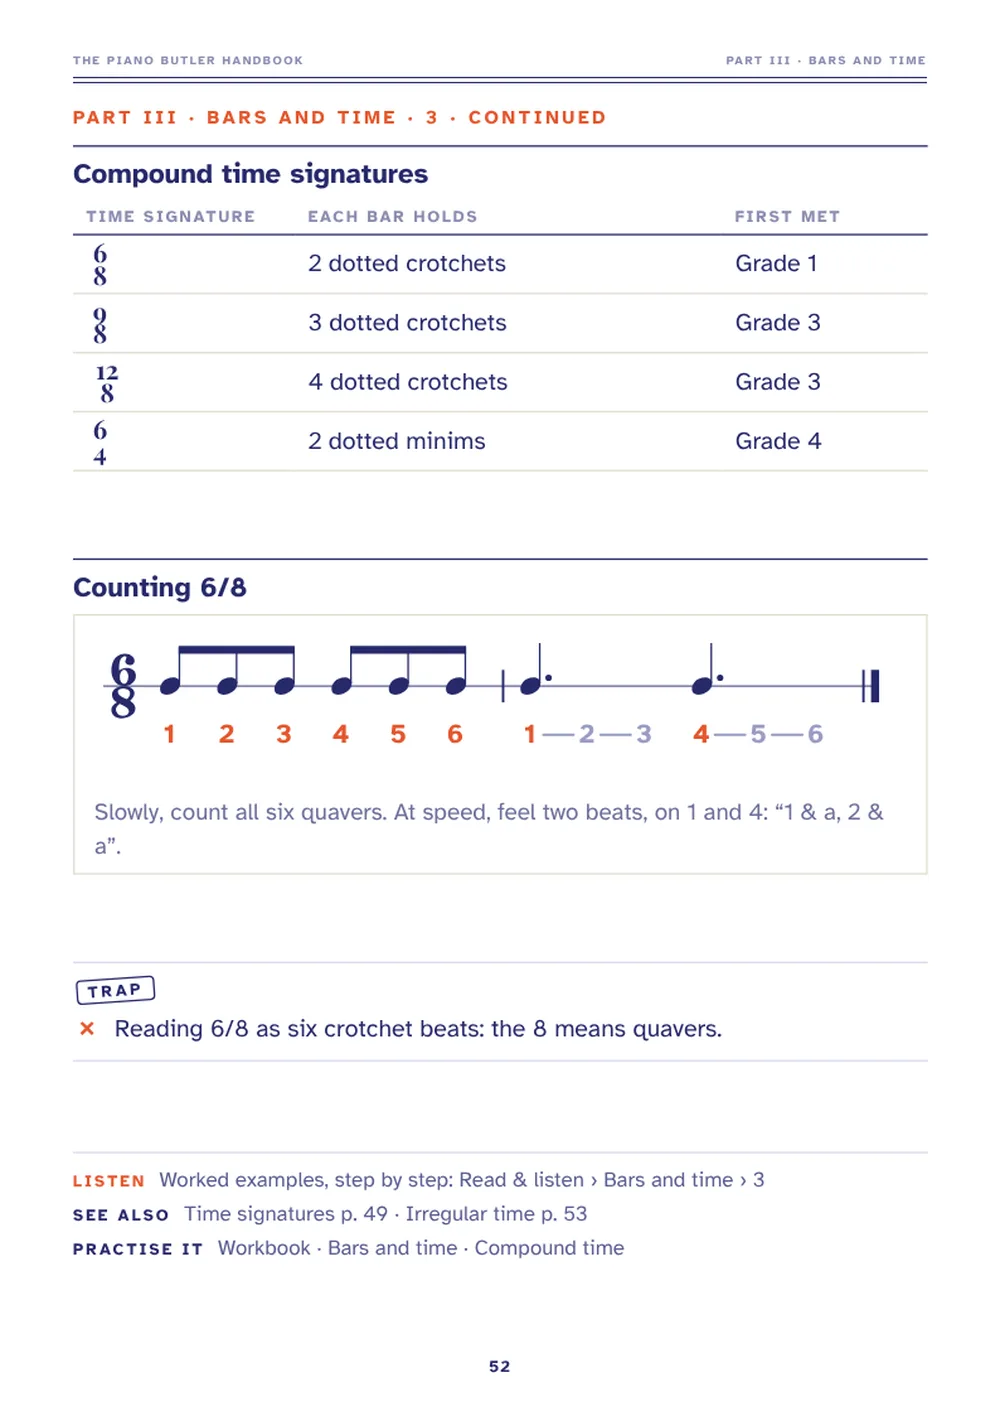 THE PIANO BUTLER HANDBOOK
PART III · BARS AND TIME
PART III · BARS AND TIME · 3 · CONTINUED
Compound time signatures
TIME SIGNATURE EACH BAR HOLDS FIRST MET
6
8 2 dotted crotchets Grade 1
9
8 3 dotted crotchets Grade 3
12
8 4 dotted crotchets Grade 3
6
4 2 dotted minims Grade 4
Counting 6/8
6
8
1 2 3 4 5 6 1—2—3 4—5—6
Slowly, count all six quavers. At speed, feel two beats, on 1 and 4: “1 & a, 2 &
a”.
TRAP
× Reading 6/8 as six crotchet beats: the 8 means quavers.
LISTEN Worked examples, step by step: Read & listen › Bars and time › 3
SEE ALSO Time signatures p. 49 · Irregular time p. 53
PRACTISE IT Workbook · Bars and time · Compound time
52